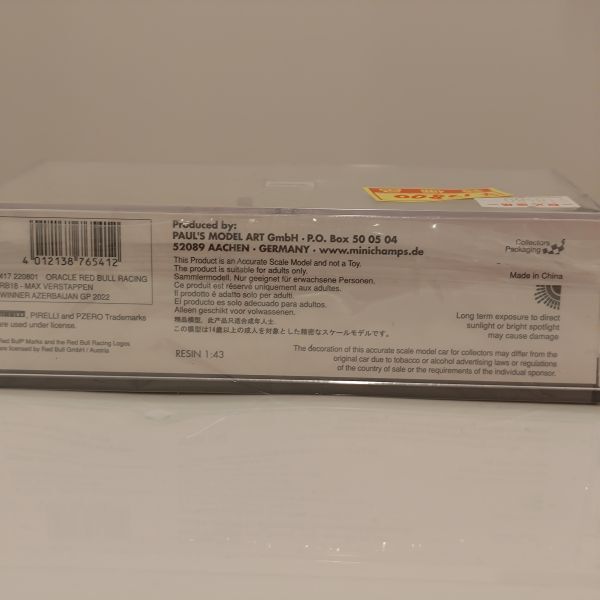 4 012138 765412
417 220801 ORACLE RED BULL RACING
RB18 - MAX VERSTAPPEN
WINNER AZERBAIJAN GP 2022
, PIRELLI and PZERO Trademarks
are used under license.
Red Bull® Marks and the Red Bull Racing Logos
are licensed by Red Bull GmbH / Austria
Produced by:
PAUL'S MODEL ART GmbH · P.O. Box 50 05 04
52089 AACHEN · GERMANY · www.minichamps.de
This Product is an Accurate Scale Model and not a Toy.
The product is suitable for adults only.
Sammlermodell. Nur geeignet für erwachsene Personen.
Ce produit est réservé uniquement aux adultes.
Il prodotto è adatto solo per adulti.
El producto es solo adecuado para adultos.
Alleen geschikt voor volwassenen.
精品模型，此产品只适合成年人士.
この模型は14歳以上の成人を対象とした精密なスケールモデルです。
RESIN 1:43
Collectors
Packaging
Made in China
Long term exposure to direct
sunlight or bright spotlight
may cause damage
The decoration of this accurate scale model car for collectors may differ from the
original car due to tobacco or alcohol advertising laws or regulations
of the country of sale or the requirements of the individual sponsor.